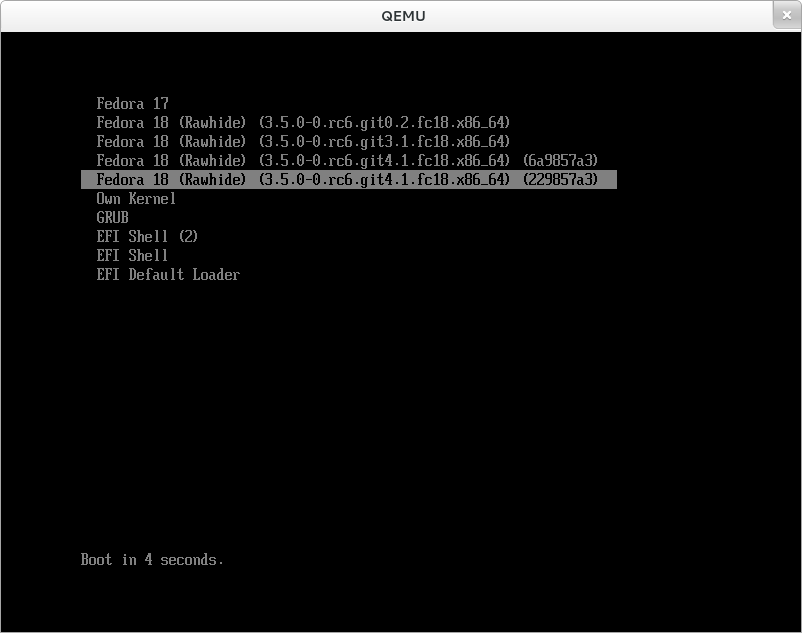 QEMU
Fedora 17
Fedora 18 (Rawhide) (3.5.0-0.rc6.git0.2.fc18.x86_64)
Fedora 18 (Rawhide) (3.5.0-0.rc6.git3.1.fc18.x86_64)
Fedora 18 (Rawhide) (3.5.0-0.rc6.git4.1.fc18.x86_64) (6a9857a3)
Fedora 18 (Rawhide) (3.5.0-0.rc6.git4.1.fc18.x86_64) (229857a3)
Own Kernel
GRUB
EFI Shell (2)
EFI Shell
EFI Default Loader
Boot in 4 seconds.